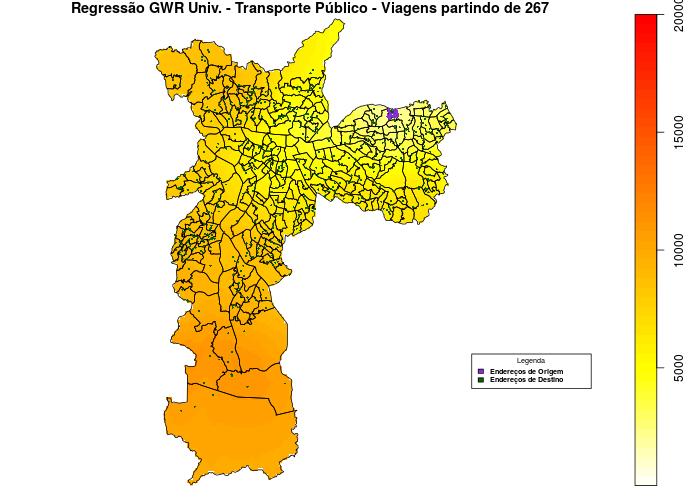 Regressão GWR Univ. - Transporte Público - Viagens partindo de 267
20000
15000
10000
5000
Legenda
Endereços de Origem
Endereços de Destino